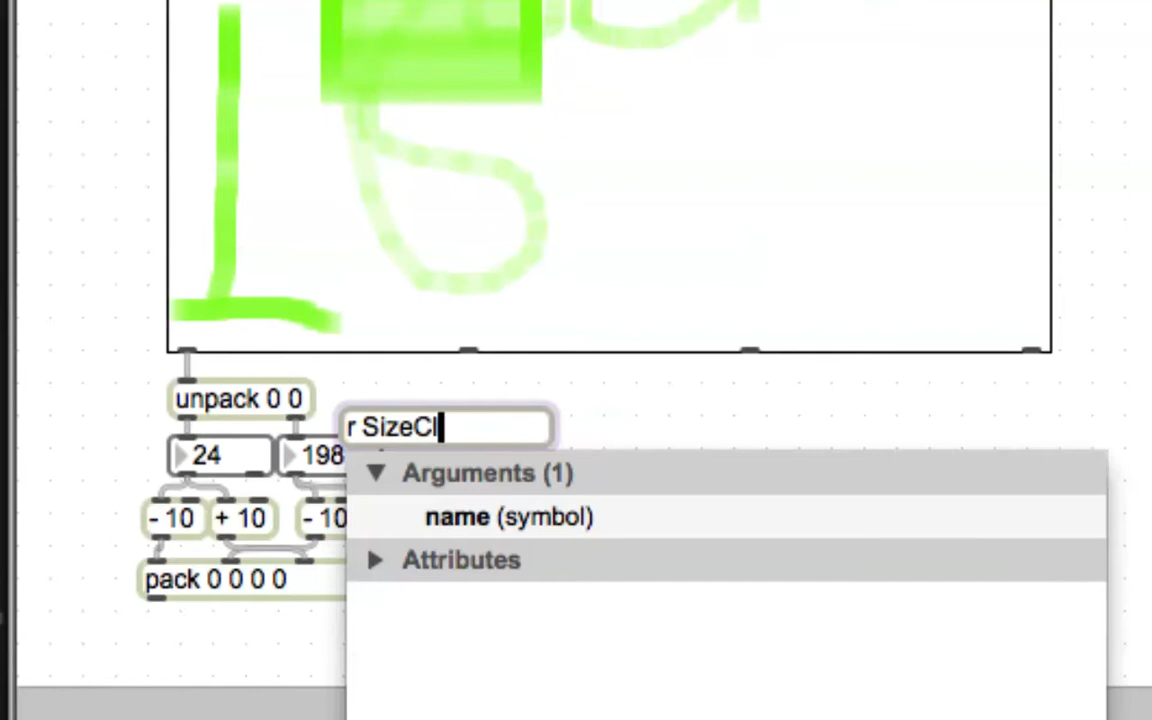 unpack 0 0
r SizeCl
24
198
Arguments (1)
- 10
+ 10
- 10
name (symbol)
Attributes
pack 0 0 0 0